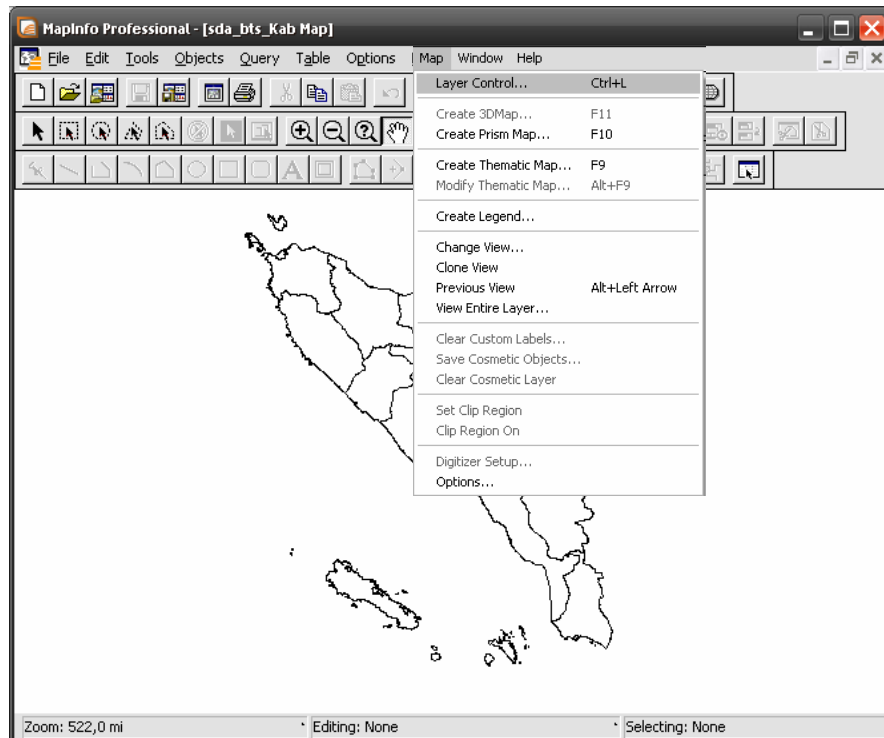 MapInfo Professional - [sda_bts_Kab Map]
File Edit Tools Objects Query Table Options Map Window Help
Layer Control... Ctrl+L
Create 3DMap... F11
Create Prism Map... F10
Create Thematic Map... F9
Modify Thematic Map... Alt+F9
Create Legend...
Change View...
Clone View
Previous View Alt+Left Arrow
View Entire Layer...
Clear Custom Labels...
Save Cosmetic Objects...
Clear Cosmetic Layer
Set Clip Region
Clip Region On
Digitizer Setup...
Options...
Zoom: 522,0 mi Editing: None Selecting: None